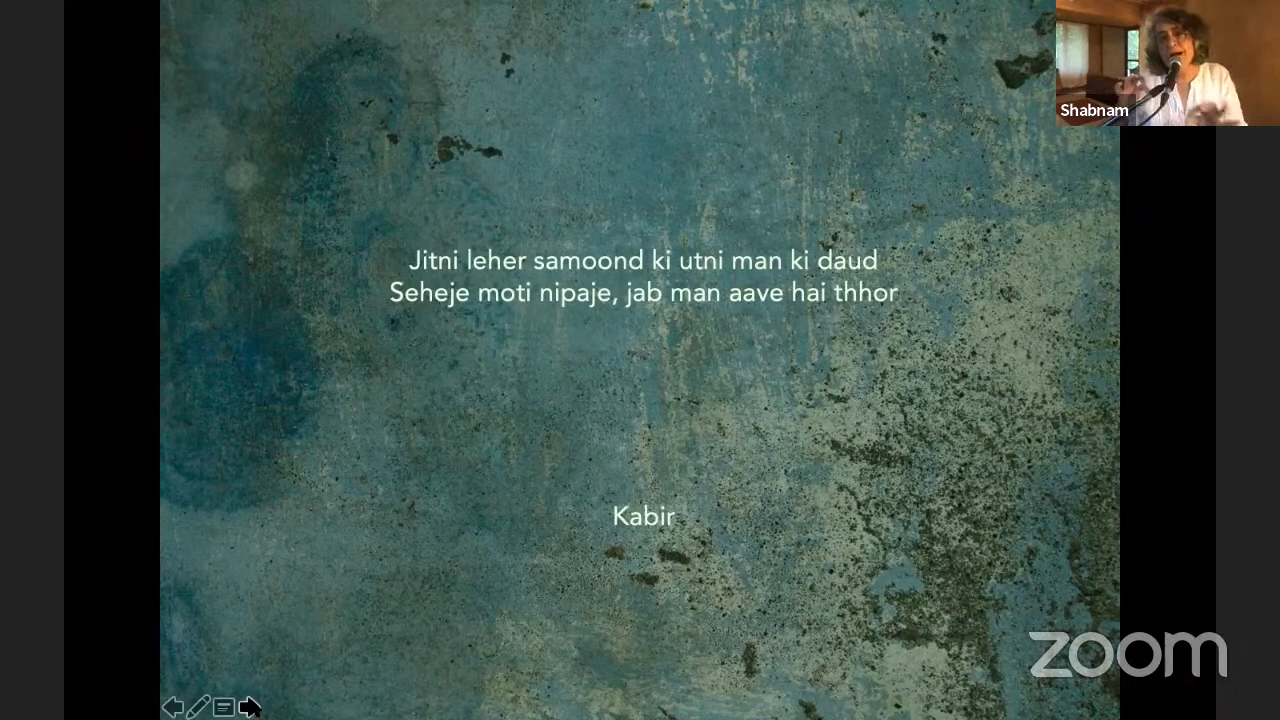 Shabnam
Jitni leher samoond ki utni man ki daud
Seheje moti nipaje, jab man aave hai thhor
Kabir
zoom